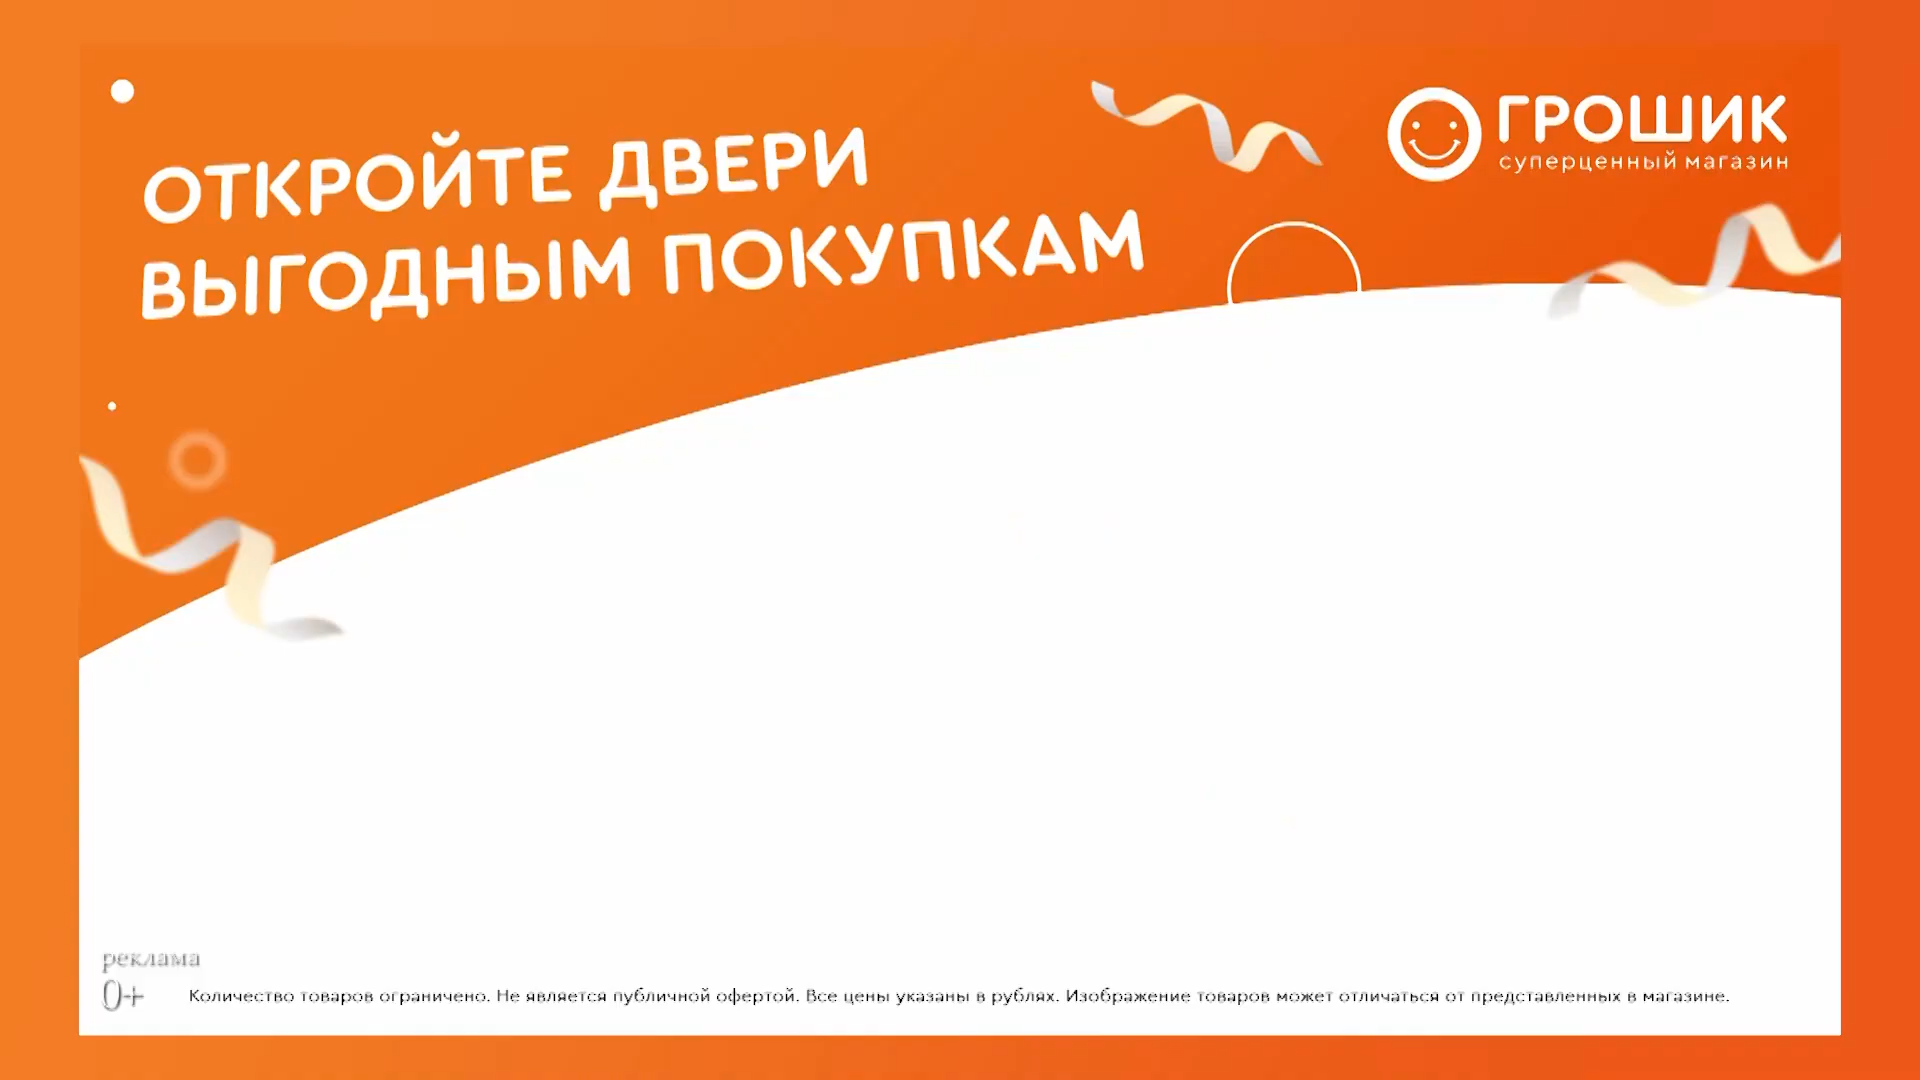 ОТКРОЙТЕ ДВЕРИ
ВЫГОДНЫМ ПОКУПКАМ
ГРОШИК
суперценный магазин
реклама
0+
Количество товаров ограничено. Не является публичной офертой. Все цены указаны в рублях. Изображение товаров может отличаться от представленных в магазине.